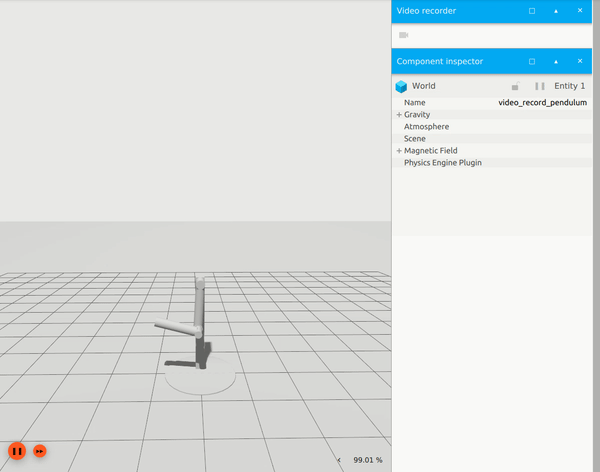 Video recorder
Component inspector
World Entity 1
Name video_record_pendulum
Gravity
Atmosphere
Scene
Magnetic Field
Physics Engine Plugin
99.01 %